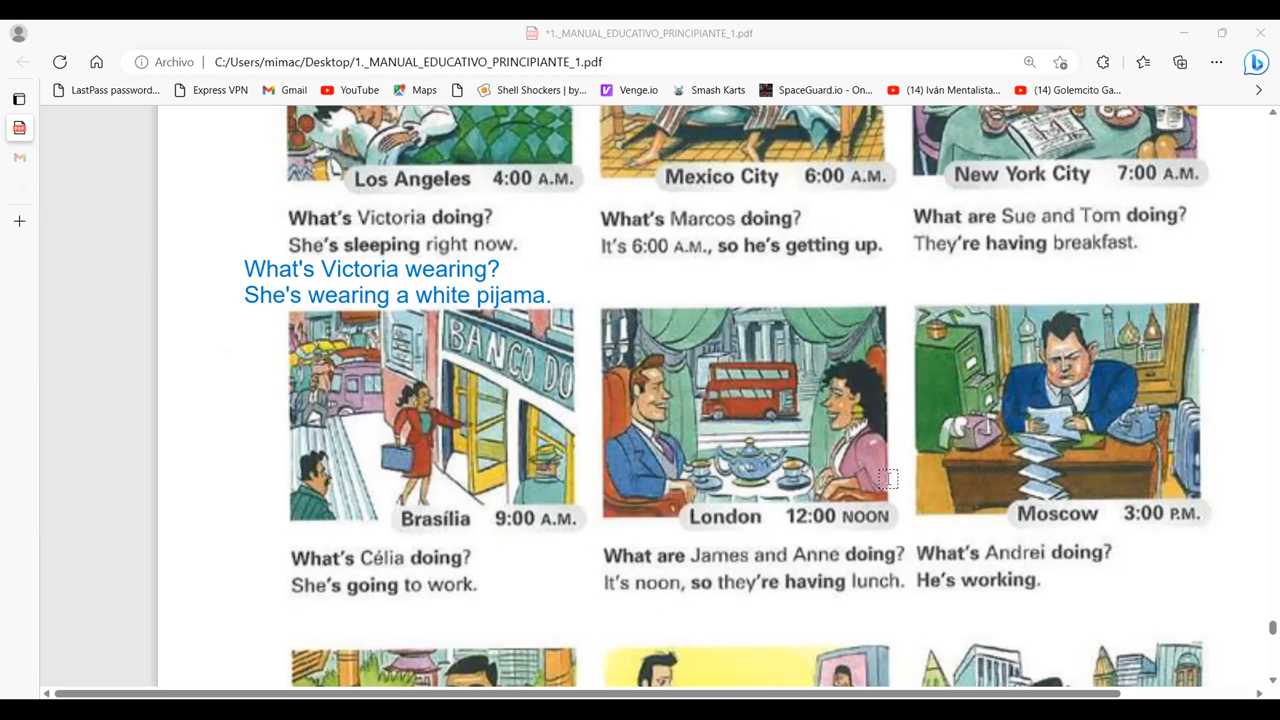 *1._MANUAL_EDUCATIVO_PRINCIPIANTE_1.pdf
Archivo C:/Users/mimac/Desktop/1._MANUAL_EDUCATIVO_PRINCIPIANTE_1.pdf
LastPass password... Express VPN Gmail YouTube Maps Shell Shockers | by... Venge.io Smash Karts SpaceGuard.io - On... (14) Iván Mentalista... (14) Golemcito Ga...
Los Angeles 4:00 A.M.
What's Victoria doing?
She's sleeping right now.
What's Victoria wearing?
She's wearing a white pijama.
Mexico City 6:00 A.M.
What's Marcos doing?
It's 6:00 A.M., so he's getting up.
New York City 7:00 A.M.
What are Sue and Tom doing?
They're having breakfast.
BANCO DO
Brasília 9:00 A.M.
What's Célia doing?
She's going to work.
London 12:00 NOON
What are James and Anne doing?
It's noon, so they're having lunch.
Moscow 3:00 P.M.
What's Andrei doing?
He's working.